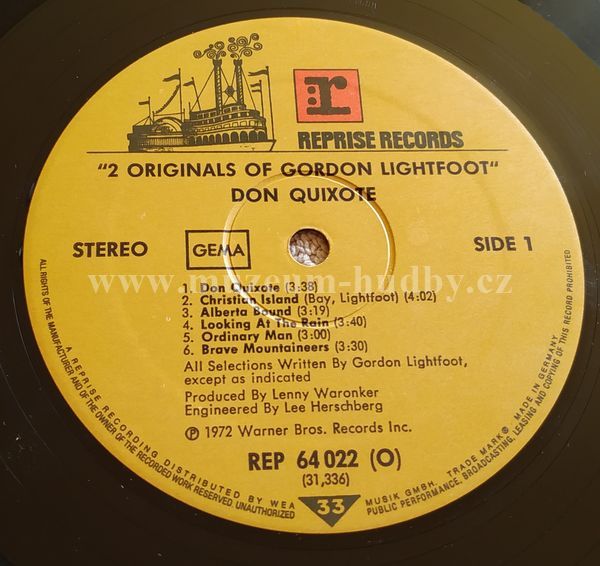 r
REPRISE RECORDS
"2 ORIGINALS OF GORDON LIGHTFOOT"
DON QUIXOTE
STEREO
GEMA
SIDE 1
www.muzeum-hudby.cz
1. Don Quixote (3:38)
2. Christian Island (Bay, Lightfoot) (4:02)
3. Alberta Bound (3:19)
4. Looking At The Rain (3:40)
5. Ordinary Man (3:00)
6. Brave Mountaineers (3:30)
All Selections Written By Gordon Lightfoot,
except as indicated
Produced By Lenny Waronker
Engineered By Lee Herschberg
℗ 1972 Warner Bros. Records Inc.
REP 64 022 (O)
(31,336)
33
A REPRISE RECORDING DISTRIBUTED BY WEA MUSIK GMBH. TRADE MARK® MADE IN GERMANY
ALL RIGHTS OF THE MANUFACTURER AND OF THE OWNER OF THE RECORDED WORK RESERVED. UNAUTHORIZED PUBLIC PERFORMANCE, BROADCASTING, LEASING AND COPYING OF THIS RECORD PROHIBITED